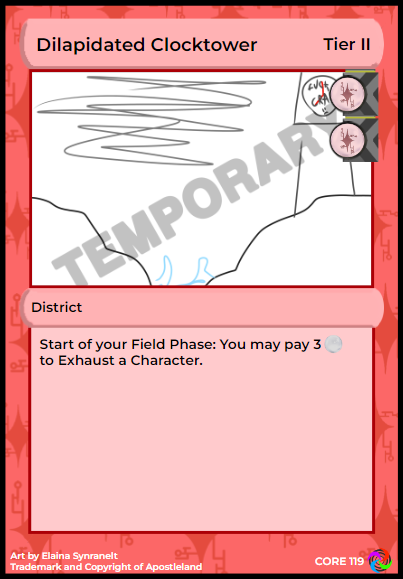 Dilapidated Clocktower
Tier II
TEMPORARY
District
Start of your Field Phase: You may pay 3
to Exhaust a Character.
Art by Elaina Synranelt
Trademark and Copyright of Apostleland
CORE 119